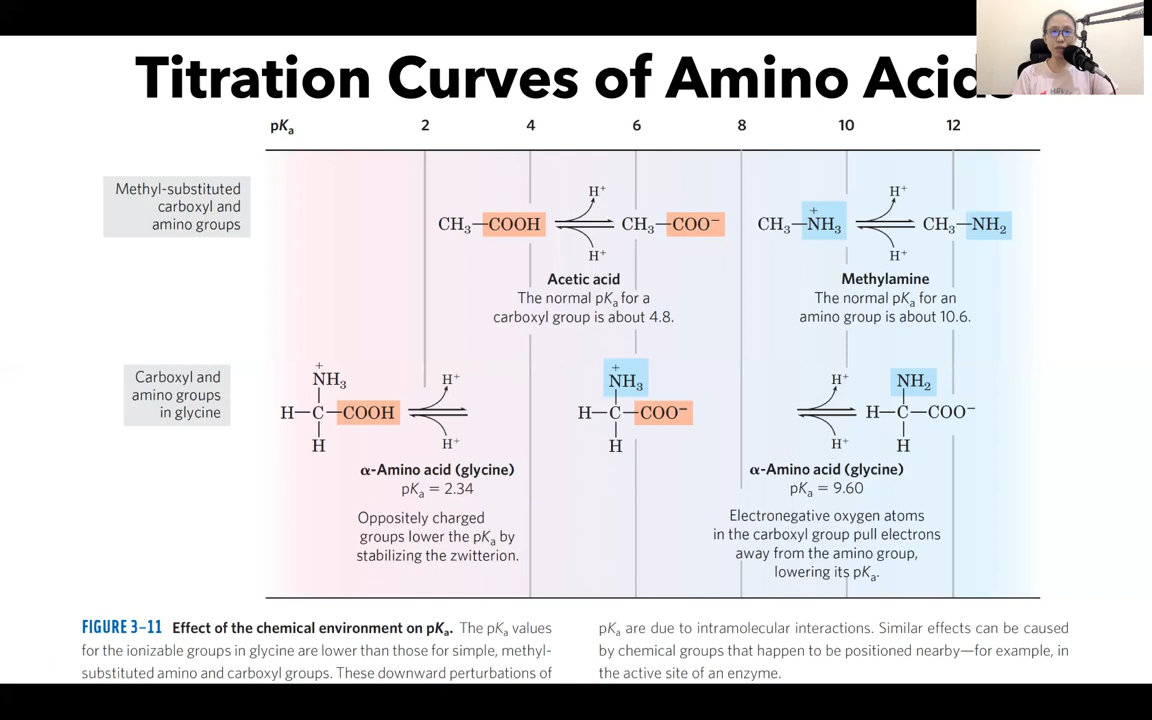 Titration Curves of Amino Acids
pKa 2 4 6 8 10 12
Methyl-substituted
carboxyl and
amino groups
H+ H+
CH3—COOH CH3—COO− CH3—N+H3 CH3—NH2
H+ H+
Acetic acid
The normal pKa for a
carboxyl group is about 4.8.
Methylamine
The normal pKa for an
amino group is about 10.6.
Carboxyl and
amino groups
in glycine
+NH3 H+ +NH3 H+ NH2
H—C—COOH H—C—COO− H—C—COO−
H H+ H H+ H
α-Amino acid (glycine)
pKa = 2.34
Oppositely charged
groups lower the pKa by
stabilizing the zwitterion.
α-Amino acid (glycine)
pKa = 9.60
Electronegative oxygen atoms
in the carboxyl group pull electrons
away from the amino group,
lowering its pKa.
FIGURE 3–11 Effect of the chemical environment on pKa. The pKa values
for the ionizable groups in glycine are lower than those for simple, methyl-
substituted amino and carboxyl groups. These downward perturbations of
pKa are due to intramolecular interactions. Similar effects can be caused
by chemical groups that happen to be positioned nearby—for example, in
the active site of an enzyme.